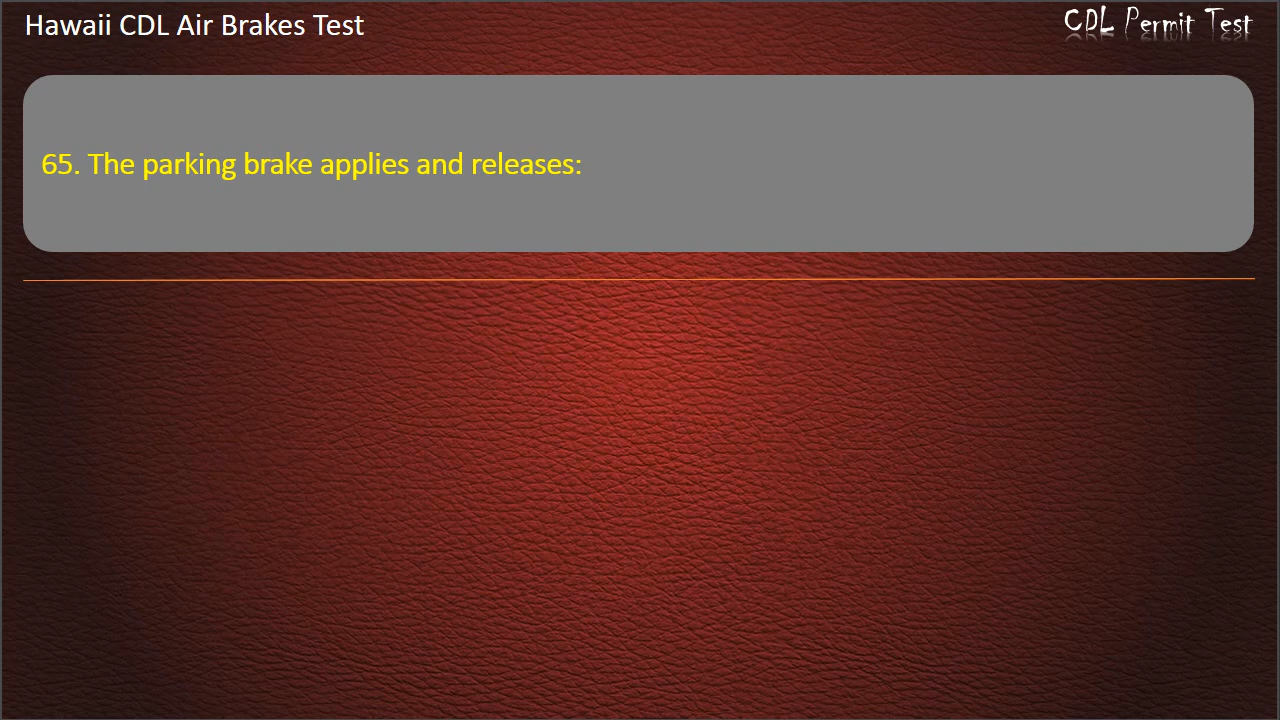 Hawaii CDL Air Brakes Test
CDL Permit Test
65. The parking brake applies and releases: